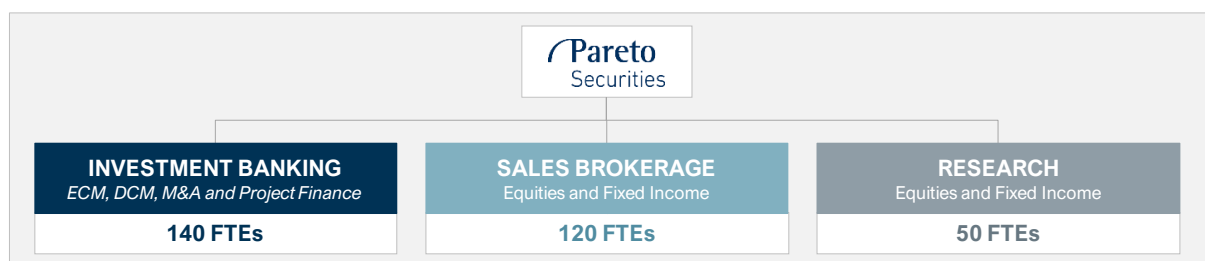 Pareto
Securities
INVESTMENT BANKING
ECM, DCM, M&A and Project Finance
140 FTEs
SALES BROKERAGE
Equities and Fixed Income
120 FTEs
RESEARCH
Equities and Fixed Income
50 FTEs